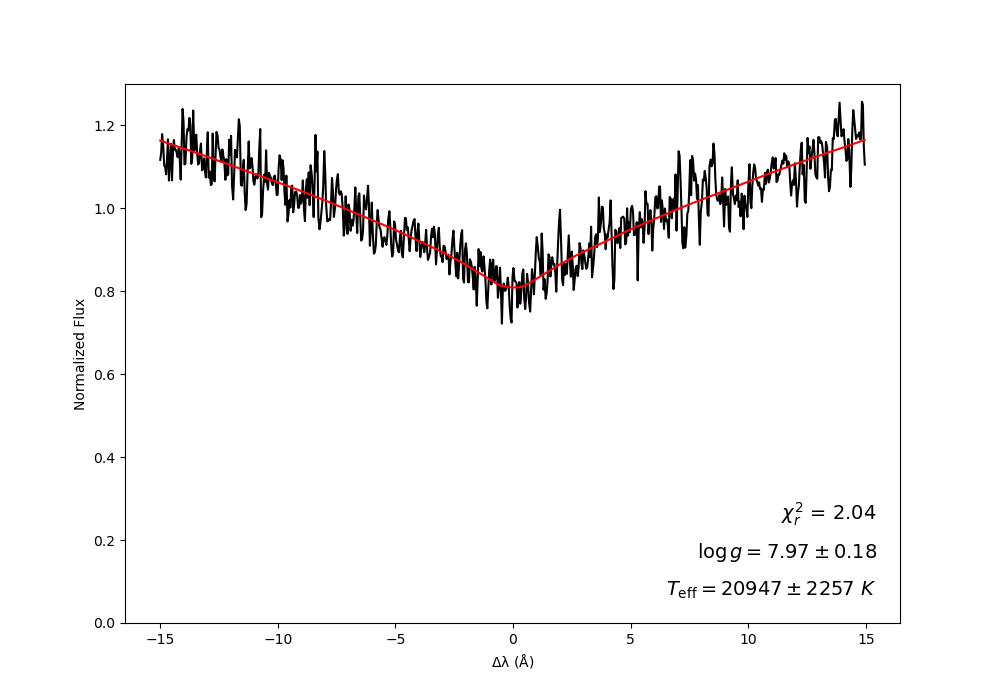 1.2
1.0
0.8
0.6
0.4
0.2
0.0
Normalized Flux
χ²ᵣ = 2.04
log g = 7.97 ± 0.18
T_eff = 20947 ± 2257 K
−15 −10 −5 0 5 10 15
Δλ (Å)